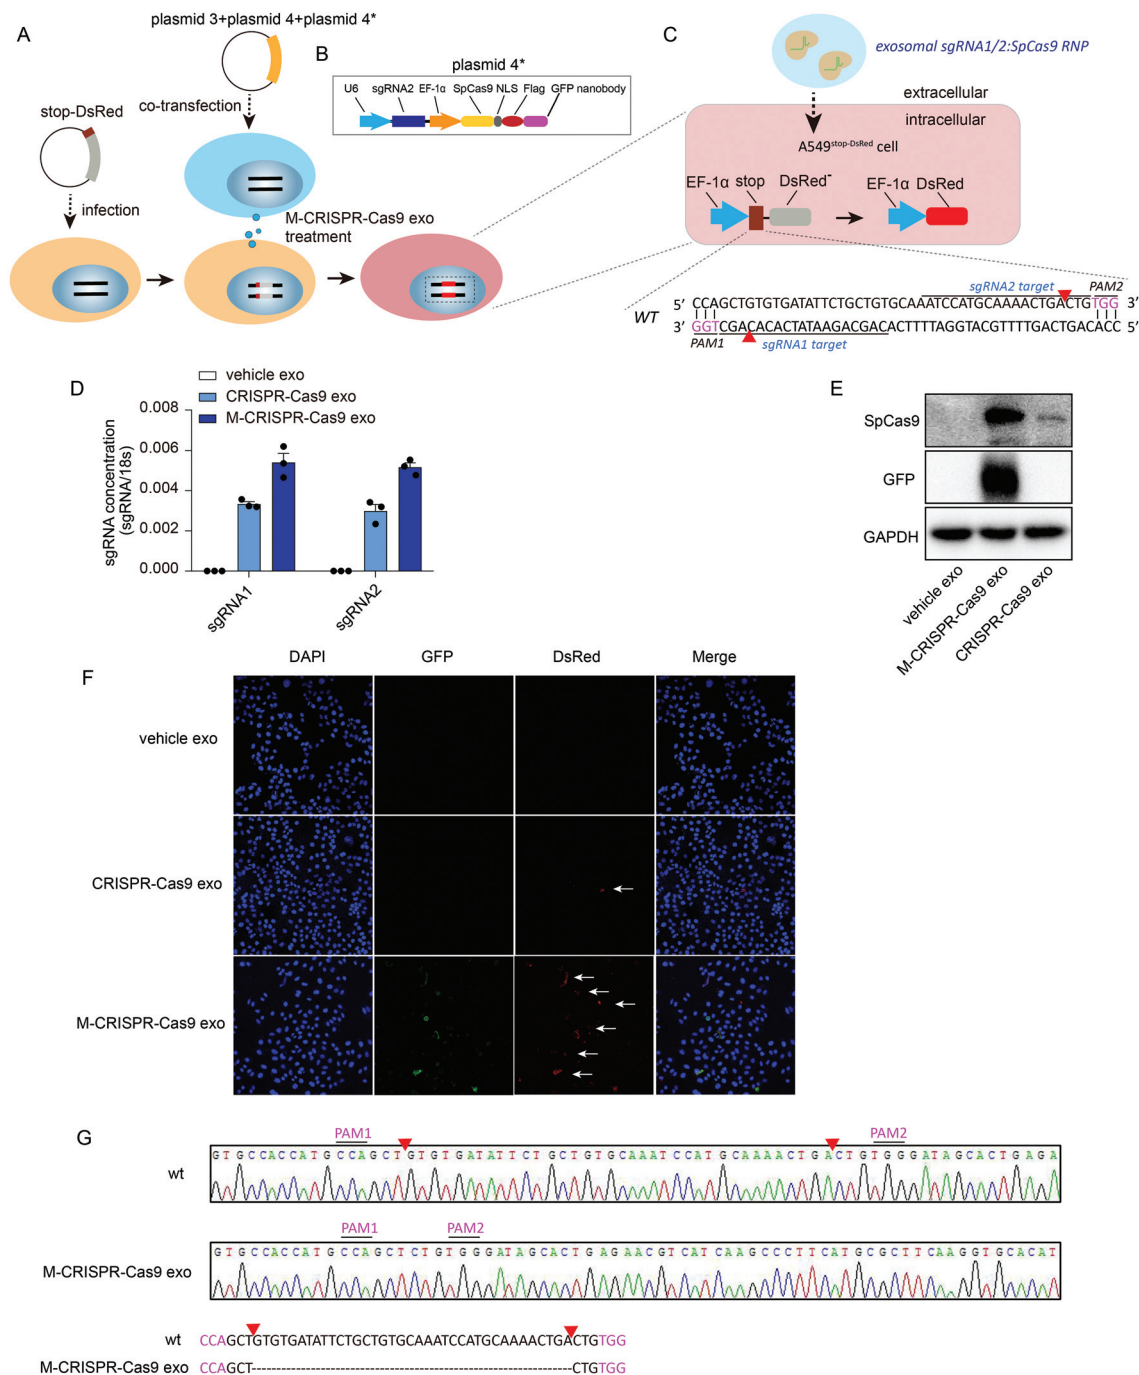 A
plasmid 3+plasmid 4+plasmid 4*
co-transfection
stop-DsRed
infection
M-CRISPR-Cas9 exo
treatment
B
plasmid 4*
U6 sgRNA2 EF-1α SpCas9 NLS Flag GFP nanobody
C
exosomal sgRNA1/2:SpCas9 RNP
extracellular
intracellular
A549stop-DsRed cell
EF-1α stop DsRed- EF-1α DsRed
sgRNA2 target PAM2
5’ CCAGCTGTGTGATATTCTGCTGTGCAAATCCATGCAAAACTGACTGTGG 3’
WT
3’ GGTCGACACACTATAAGACGACACTTTTAGGTACGTTTTGACTGACACC 5’
PAM1 sgRNA1 target
D
vehicle exo
CRISPR-Cas9 exo
M-CRISPR-Cas9 exo
sgRNA concentration
(sgRNA/18s)
0.008
0.006
0.004
0.002
0.000
sgRNA1 sgRNA2
E
SpCas9
GFP
GAPDH
vehicle exo
M-CRISPR-Cas9 exo
CRISPR-Cas9 exo
F
DAPI GFP DsRed Merge
vehicle exo
CRISPR-Cas9 exo
M-CRISPR-Cas9 exo
G
PAM1 PAM2
wt
GTGCCACCATGCCAGCTGTGTGATATTCTGCTGTGCAAATCCATGCAAAACTGACTGTGGGATAGCACTGAGA
PAM1 PAM2
M-CRISPR-Cas9 exo
GTGCCACCATGCCAGCTCTGTGGGATAGCACTGAGAACGTCATCAAGCCCTTCATGCGCTTCAAGGTGCACAT
wt CCAGCTGTGTGATATTCTGCTGTGCAAATCCATGCAAAACTGACTGTGG
M-CRISPR-Cas9 exo CCAGCT-------------------------------------------CTGTGG